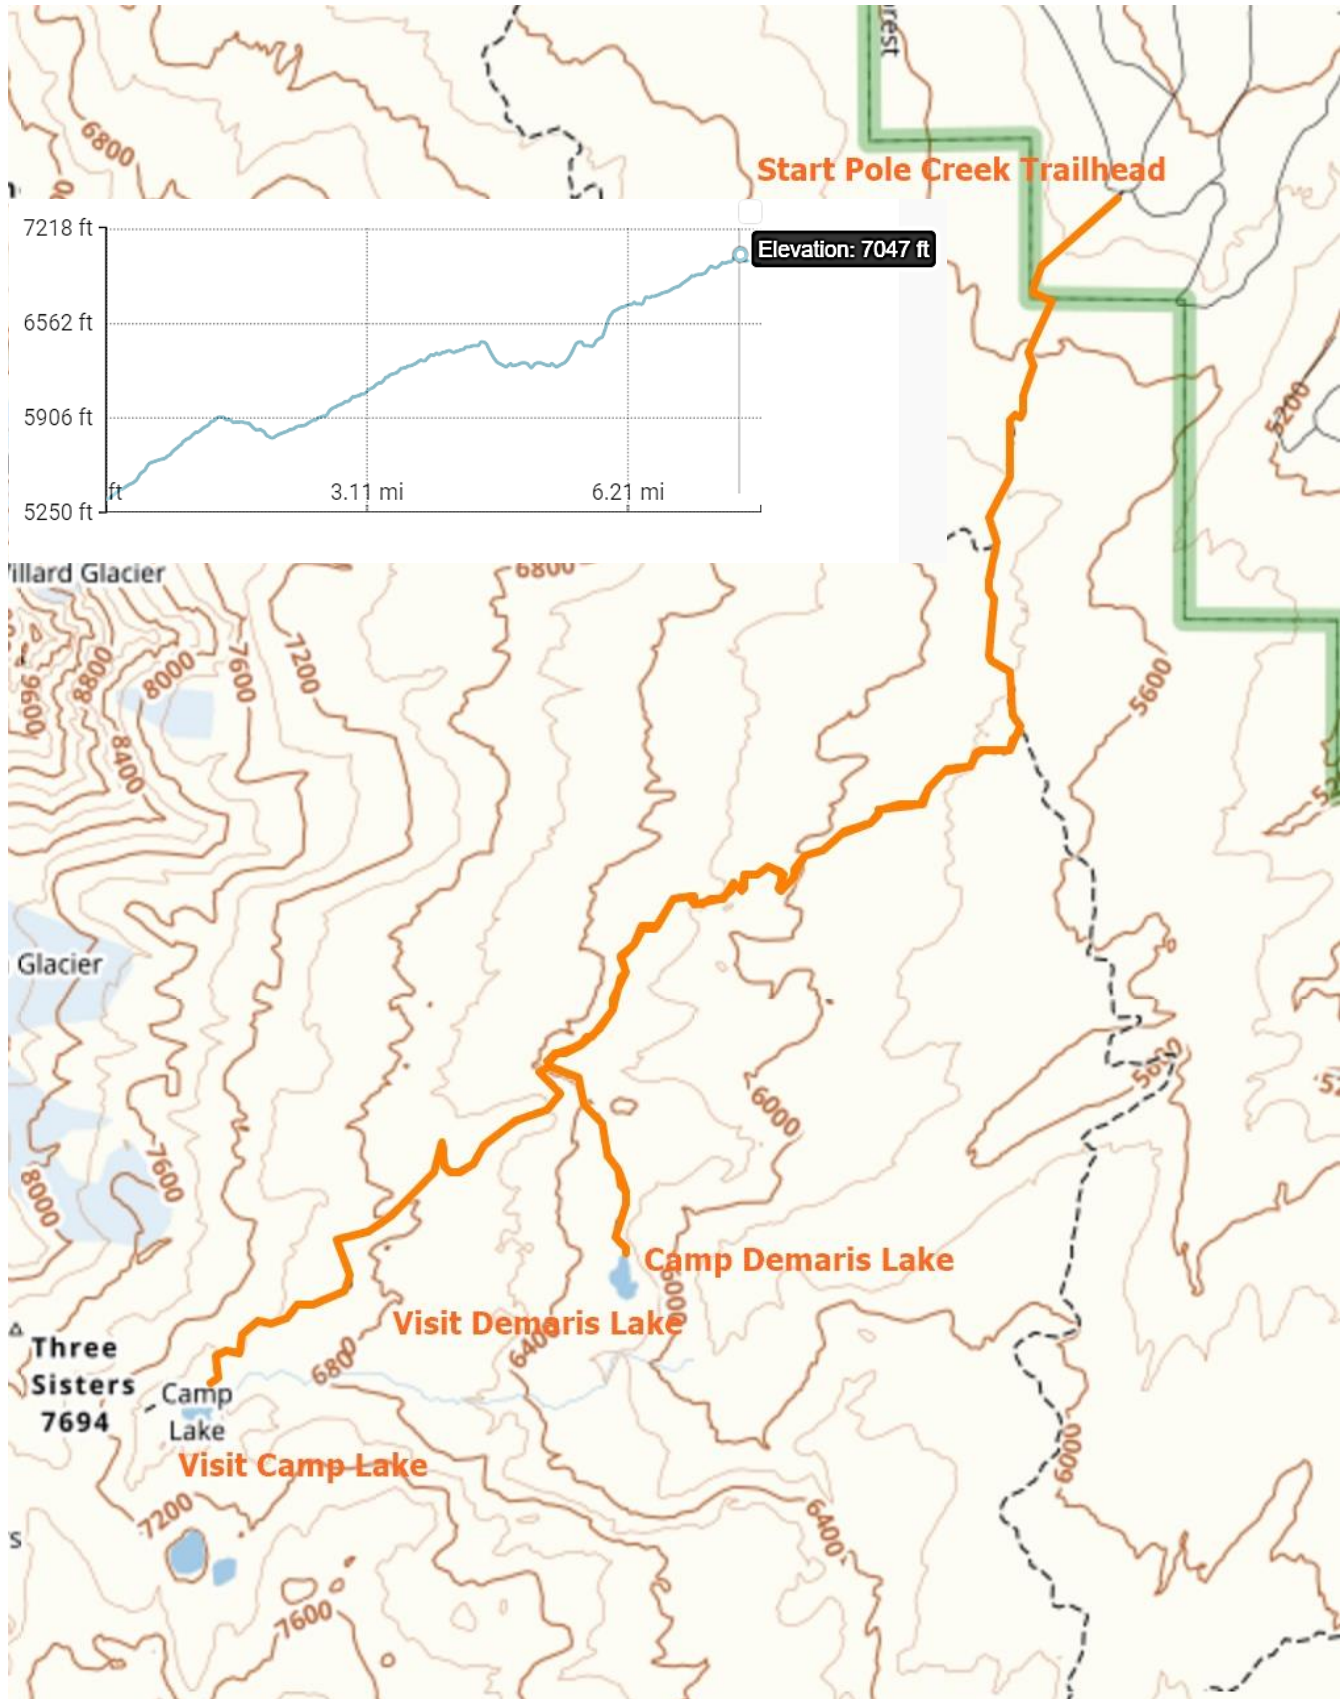 rest
6800
Start Pole Creek Trailhead
7218 ft
Elevation: 7047 ft
6562 ft
5906 ft
ft
3.11 mi
6.21 mi
5250 ft
5200
illard Glacier
6800
7200
7600
8000
8800
9600
8400
5600
Glacier
5600
6000
7600
8000
Camp Demaris Lake
6000
Visit Demaris Lake
6400
6800
Three
Sisters
7694
Camp
Lake
Visit Camp Lake
6000
7200
6400
s
7600